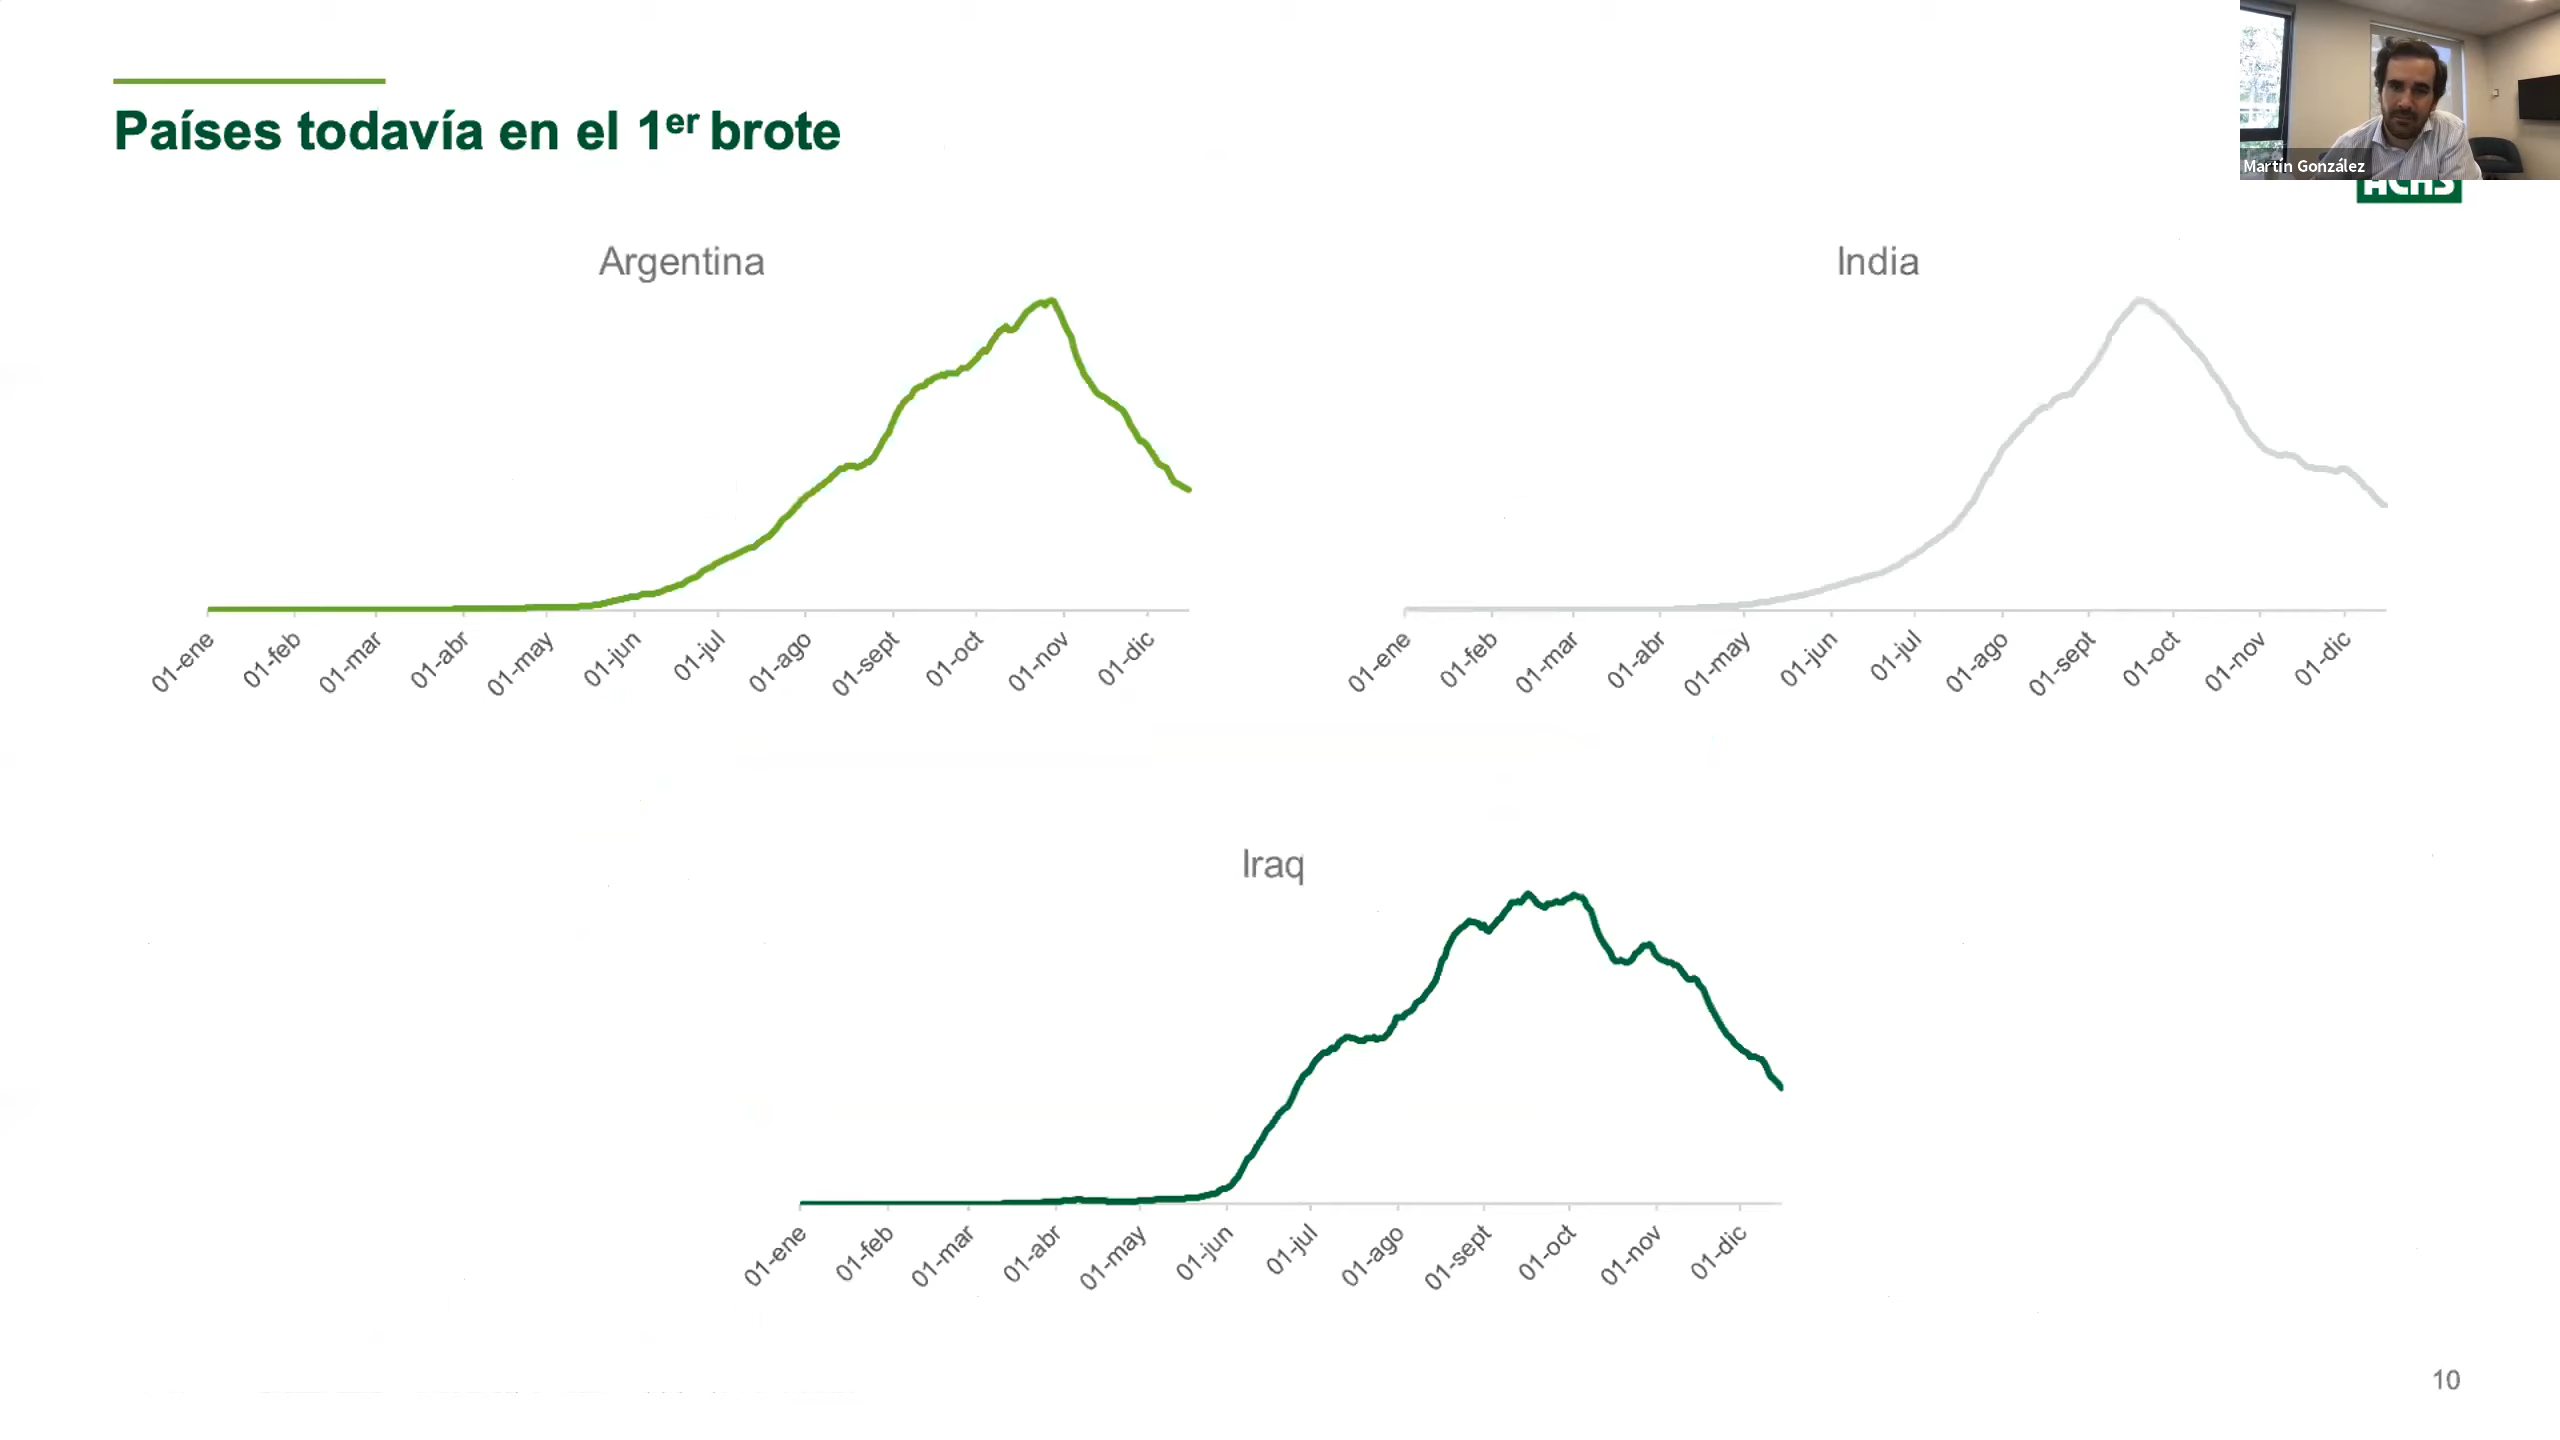 Países todavía en el 1er brote
Martín González
ACHS
Argentina
01-ene 01-feb 01-mar 01-abr 01-may 01-jun 01-jul 01-ago 01-sept 01-oct 01-nov 01-dic
India
01-ene 01-feb 01-mar 01-abr 01-may 01-jun 01-jul 01-ago 01-sept 01-oct 01-nov 01-dic
Iraq
01-ene 01-feb 01-mar 01-abr 01-may 01-jun 01-jul 01-ago 01-sept 01-oct 01-nov 01-dic
10